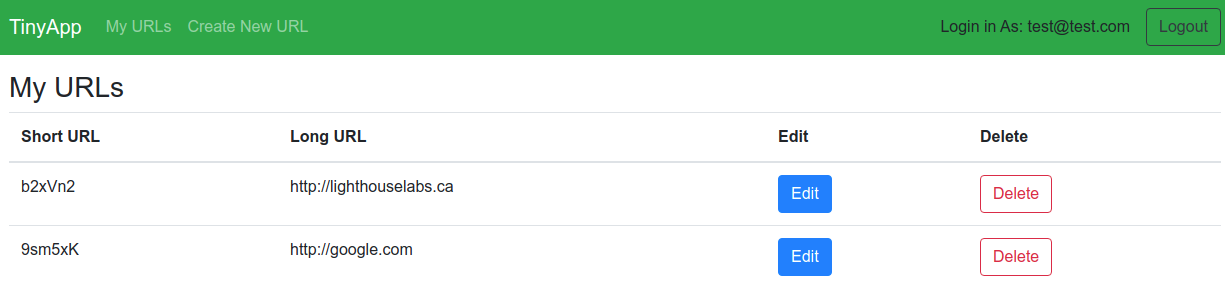 TinyApp My URLs Create New URL Login in As: test@test.com Logout
My URLs
Short URL Long URL Edit Delete
b2xVn2 http://lighthouselabs.ca Edit Delete
9sm5xK http://google.com Edit Delete